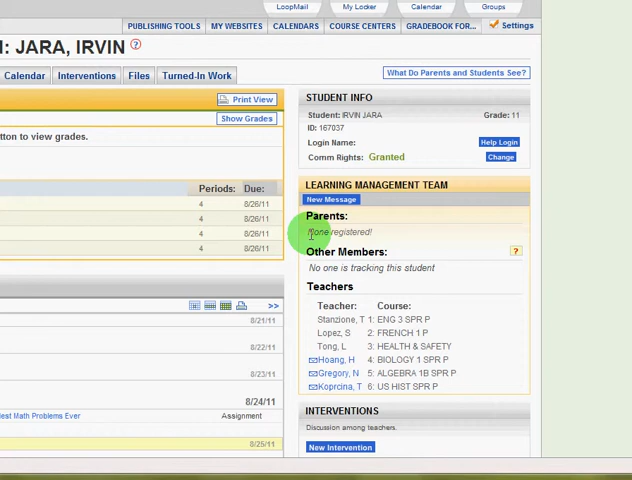 LoopMail My Locker Calendar Groups
PUBLISHING TOOLS MY WEBSITES CALENDARS COURSE CENTERS GRADEBOOK FOR... Settings
: JARA, IRVIN ?
Calendar Interventions Files Turned-In Work
What Do Parents and Students See?
Print View
Show Grades
tton to view grades.
Periods: Due:
4 8/26/11
4 8/26/11
4 8/26/11
4 8/26/11
>>
8/21/11
8/22/11
8/23/11
8/24/11
est Math Problems Ever Assignment
8/25/11
STUDENT INFO
Student: IRVIN JARA Grade: 11
ID: 167037
Login Name: Help Login
Comm Rights: Granted Change
LEARNING MANAGEMENT TEAM
New Message
Parents:
None registered!
Other Members: ?
No one is tracking this student
Teachers
Teacher: Course:
Stanzione, T 1: ENG 3 SPR P
Lopez, S 2: FRENCH 1 P
Tong, L 3: HEALTH & SAFETY
Hoang, H 4: BIOLOGY 1 SPR P
Gregory, N 5: ALGEBRA 1B SPR P
Koprcina, T 6: US HIST SPR P
INTERVENTIONS
Discussion among teachers.
New Intervention